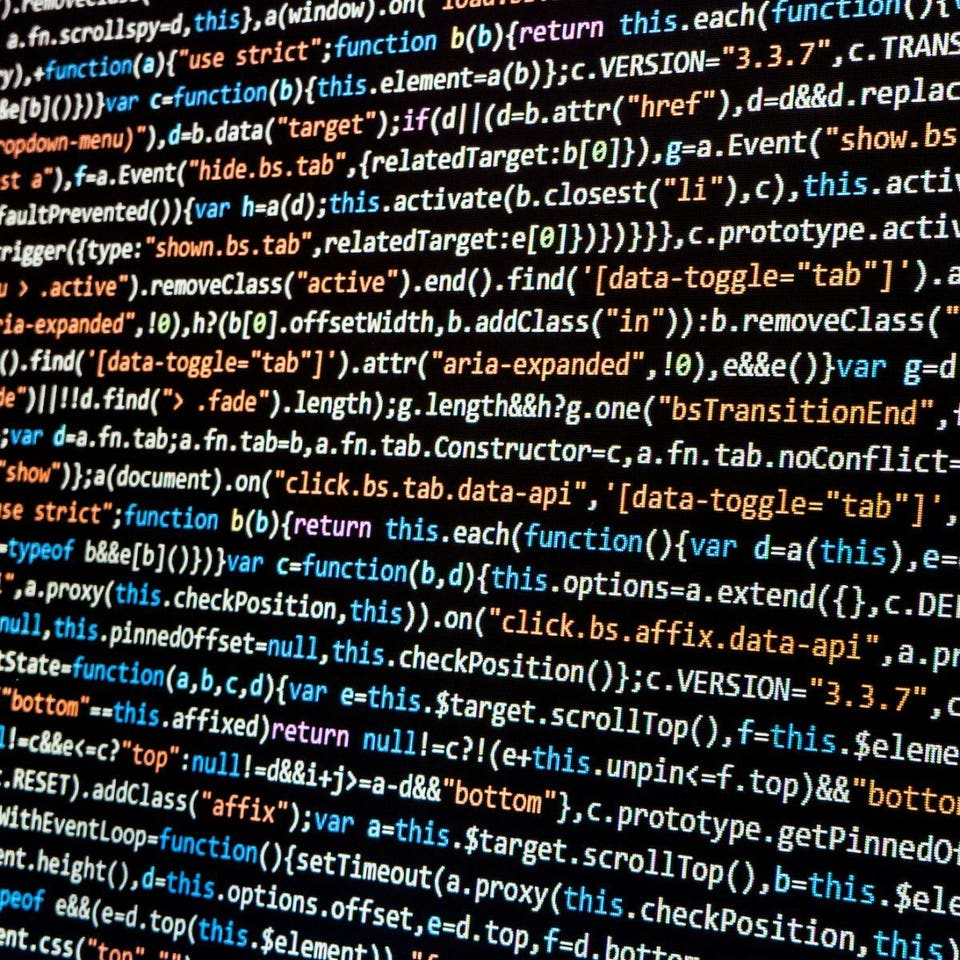 a.fn.scrollspy=d,this},a(window).on("load.bs
y),+function(a){"use strict";function b(b){return this.each(function(){
&e[b]()})}var c=function(b){this.element=a(b)};c.VERSION="3.3.7",c.TRANS
ropdown-menu)"),d=b.data("target");if(d||(d=b.attr("href"),d=d&&d.replac
st a"),f=a.Event("hide.bs.tab",{relatedTarget:b[0]}),g=a.Event("show.bs
faultPrevented()){var h=a(d);this.activate(b.closest("li"),c),this.activ
rigger({type:"shown.bs.tab",relatedTarget:e[0]})})}}},c.prototype.activ
u > .active").removeClass("active").end().find('[data-toggle="tab"]').a
ria-expanded",!0),h?(b[0].offsetWidth,b.addClass("in")):b.removeClass("
().find('[data-toggle="tab"]').attr("aria-expanded",!0),e&&e()}var g=d
de")||!!d.find("> .fade").length);g.length&&h?g.one("bsTransitionEnd",
;var d=a.fn.tab;a.fn.tab=b,a.fn.tab.Constructor=c,a.fn.tab.noConflict=
"show")};a(document).on("click.bs.tab.data-api",'[data-toggle="tab"]',
se strict";function b(b){return this.each(function(){var d=a(this),e=
=typeof b&&e[b]()})}var c=function(b,d){this.options=a.extend({},c.DE
",a.proxy(this.checkPosition,this)).on("click.bs.affix.data-api",a.pr
null,this.pinnedOffset=null,this.checkPosition()};c.VERSION="3.3.7",c
tState=function(a,b,c,d){var e=this.$target.scrollTop(),f=this.$eleme
"bottom"==this.affixed)return null!=c?!(e+this.unpin<=f.top)&&"botto
l!=c&&e<=c?"top":null!=d&&i+j>=a-d&&"bottom"},c.prototype.getPinnedOf
.RESET).addClass("affix");var a=this.$target.scrollTop(),b=this.$ele
WithEventLoop=function(){setTimeout(a.proxy(this.checkPosition,this)
ent.height(),d=this.options.offset,e=d.top,f=d.bottom
ypeof e&&(e=d.top(this.$element)),
ent.css("top","")